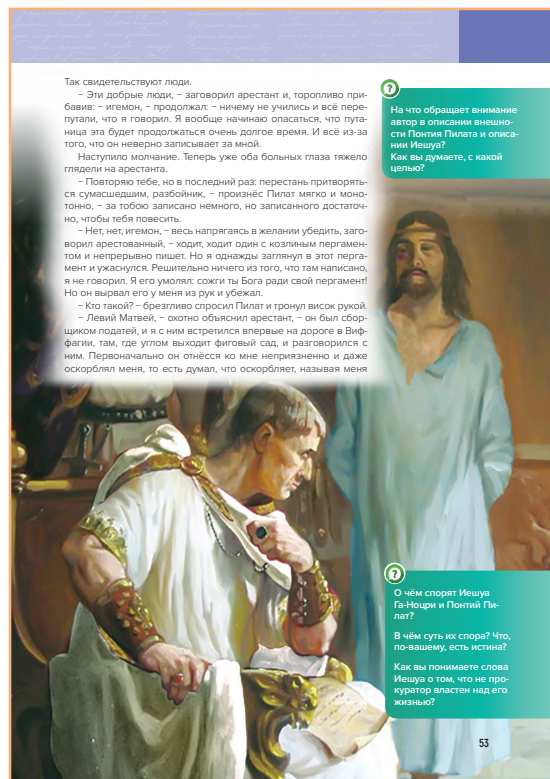 Так свидетельствуют люди.
– Эти добрые люди, – заговорил арестант и, торопливо при-
бавив: – игемон, – продолжал: – ничему не учились и всё пере-
путали, что я говорил. Я вообще начинаю опасаться, что пута-
ница эта будет продолжаться очень долгое время. И всё из-за
того, что он неверно записывает за мной.
Наступило молчание. Теперь уже оба больных глаза тяжело
глядели на арестанта.
– Повторяю тебе, но в последний раз: перестань притворять-
ся сумасшедшим, разбойник, – произнёс Пилат мягко и моно-
тонно, – за тобою записано немного, но записанного достаточ-
но, чтобы тебя повесить.
– Нет, нет, игемон, – весь напрягаясь в желании убедить, заго-
ворил арестованный, – ходит, ходит один с козлиным пергамен-
том и непрерывно пишет. Но я однажды заглянул в этот перга-
мент и ужаснулся. Решительно ничего из того, что там написано,
я не говорил. Я его умолял: сожги ты Бога ради свой пергамент!
Но он вырвал его у меня из рук и убежал.
– Кто такой? – брезгливо спросил Пилат и тронул висок рукой.
– Левий Матвей, – охотно объяснил арестант, – он был сбор-
щиком податей, и я с ним встретился впервые на дороге в Виф-
фагии, там, где углом выходит фиговый сад, и разговорился с
ним. Первоначально он отнёсся ко мне неприязненно и даже
оскорблял меня, то есть думал, что оскорбляет, называя меня
?
На что обращает внимание
автор в описании внешно-
сти Понтия Пилата и описа-
нии Иешуа?
Как вы думаете, с какой
целью?
?
О чём спорят Иешуа
Га-Ноцри и Понтий Пи-
лат?
В чём суть их спора? Что,
по-вашему, есть истина?
Как вы понимаете слова
Иешуа о том, что не про-
куратор властен над его
жизнью?
53